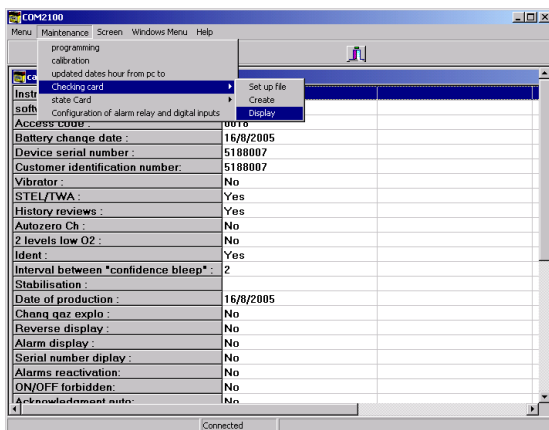 COM2100
Menu Maintenance Screen Windows Menu Help
programming
calibration
updated dates hour from pc to
Checking card
state Card
Configuration of alarm relay and digital inputs
Set up file
Create
Display
ca
Instr
softw
Access code : 0018
Battery change date : 16/8/2005
Device serial number : 5188007
Customer identification number: 5188007
Vibrator : No
STEL/TWA : Yes
History reviews : Yes
Autozero Ch : No
2 levels low O2 : No
Ident : Yes
Interval between "confidence bleep" : 2
Stabilisation :
Date of production : 16/8/2005
Chang gaz explo : No
Reverse display : No
Alarm display : No
Serial number diplay : No
Alarms reactivation: No
ON/OFF forbidden: No
Acknowledgment auto: No
Connected